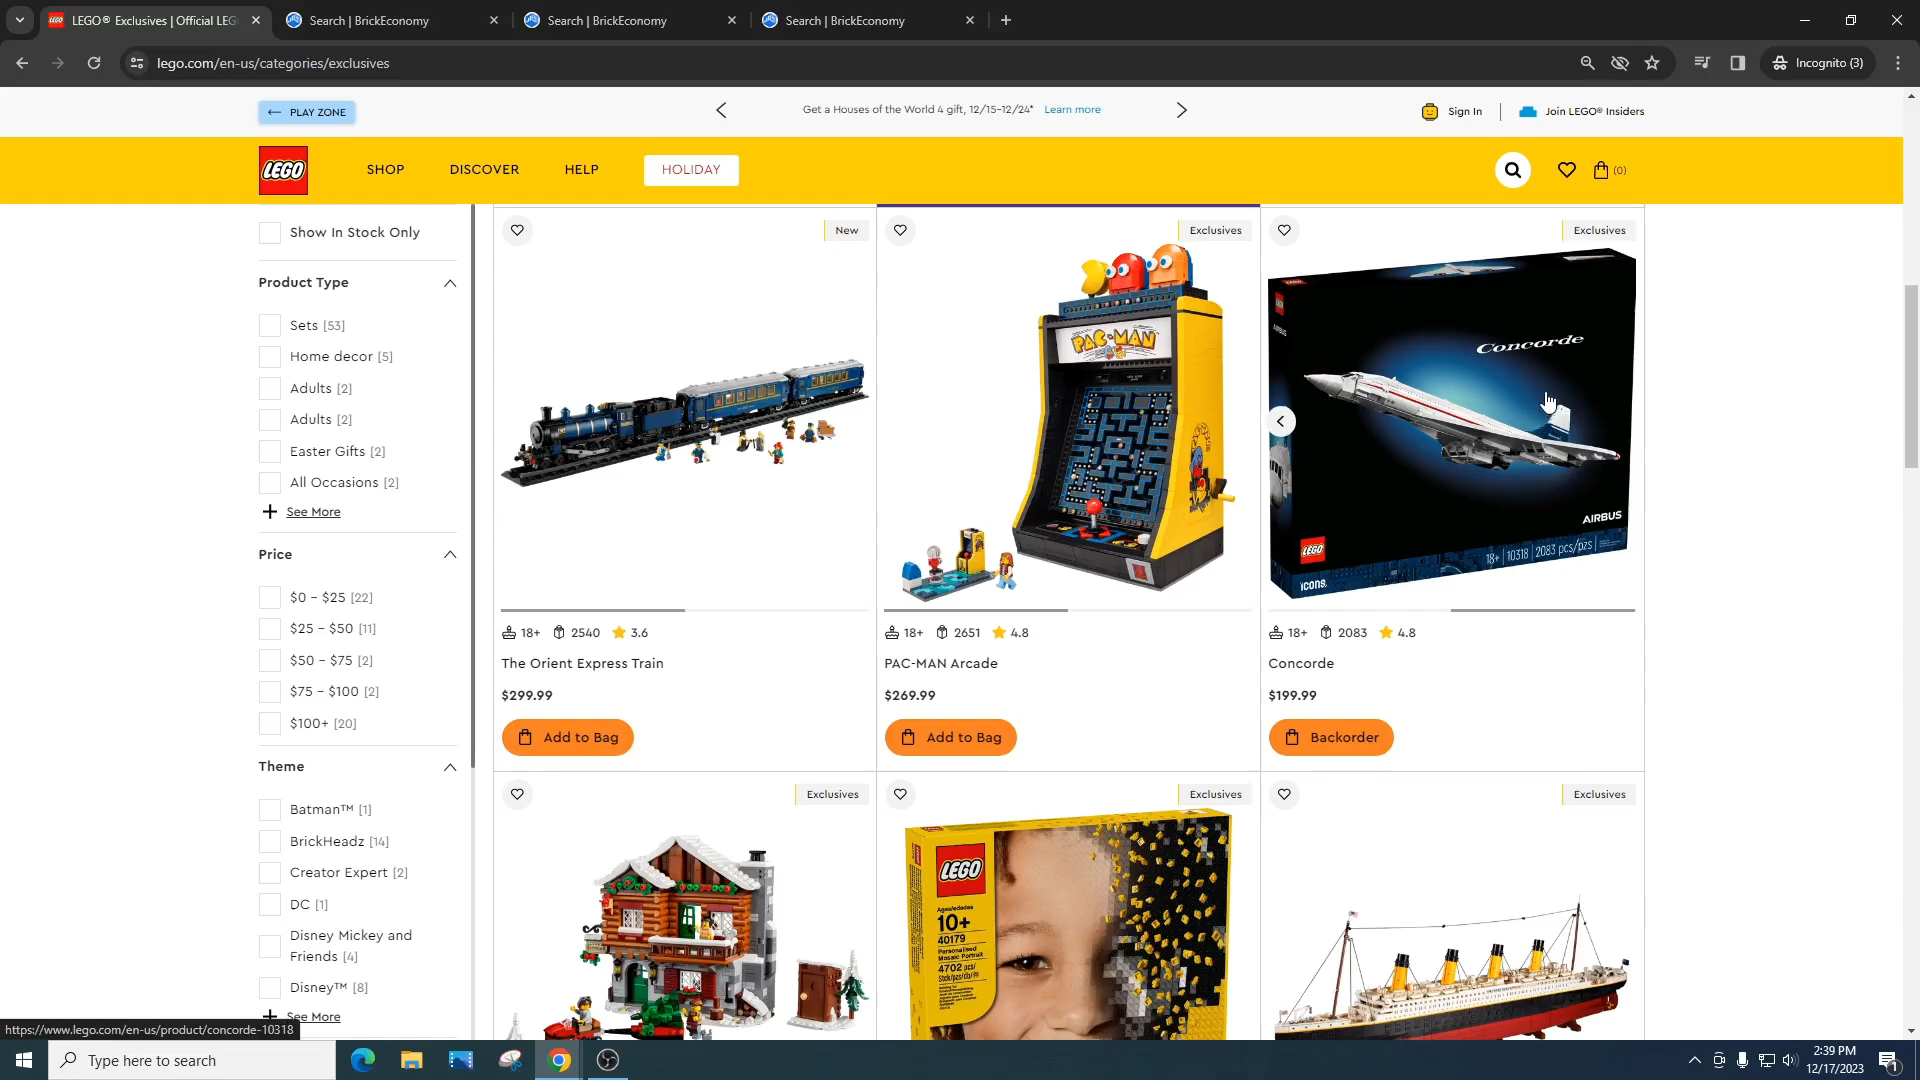 LEGO® Exclusives | Official LEG
Search | BrickEconomy
Search | BrickEconomy
Search | BrickEconomy
lego.com/en-us/categories/exclusives
Incognito (3)
PLAY ZONE
Get a Houses of the World 4 gift, 12/15-12/24* Learn more
Sign In
Join LEGO® Insiders
LEGO
SHOP
DISCOVER
HELP
HOLIDAY
(0)
Show In Stock Only
Product Type
Sets [53]
Home decor [5]
Adults [2]
Adults [2]
Easter Gifts [2]
All Occasions [2]
See More
Price
$0 – $25 [22]
$25 – $50 [11]
$50 – $75 [2]
$75 – $100 [2]
$100+ [20]
Theme
Batman™ [1]
BrickHeadz [14]
Creator Expert [2]
DC [1]
Disney Mickey and
Friends [4]
Disney™ [8]
See More
New
18+ 2540 3.6
The Orient Express Train
$299.99
Add to Bag
Exclusives
PAC-MAN
18+ 2651 4.8
PAC-MAN Arcade
$269.99
Add to Bag
Exclusives
Concorde
AIRBUS
LEGO
18+ 10318 2083 pcs/pzs
icons.
18+ 2083 4.8
Concorde
$199.99
Backorder
Exclusives
Exclusives
LEGO
Ages/edades
10+
40179
Personalised
Mosaic Portrait
4702 pcs/
Exclusives
https://www.lego.com/en-us/product/concorde-10318
Type here to search
2:39 PM
12/17/2023
1